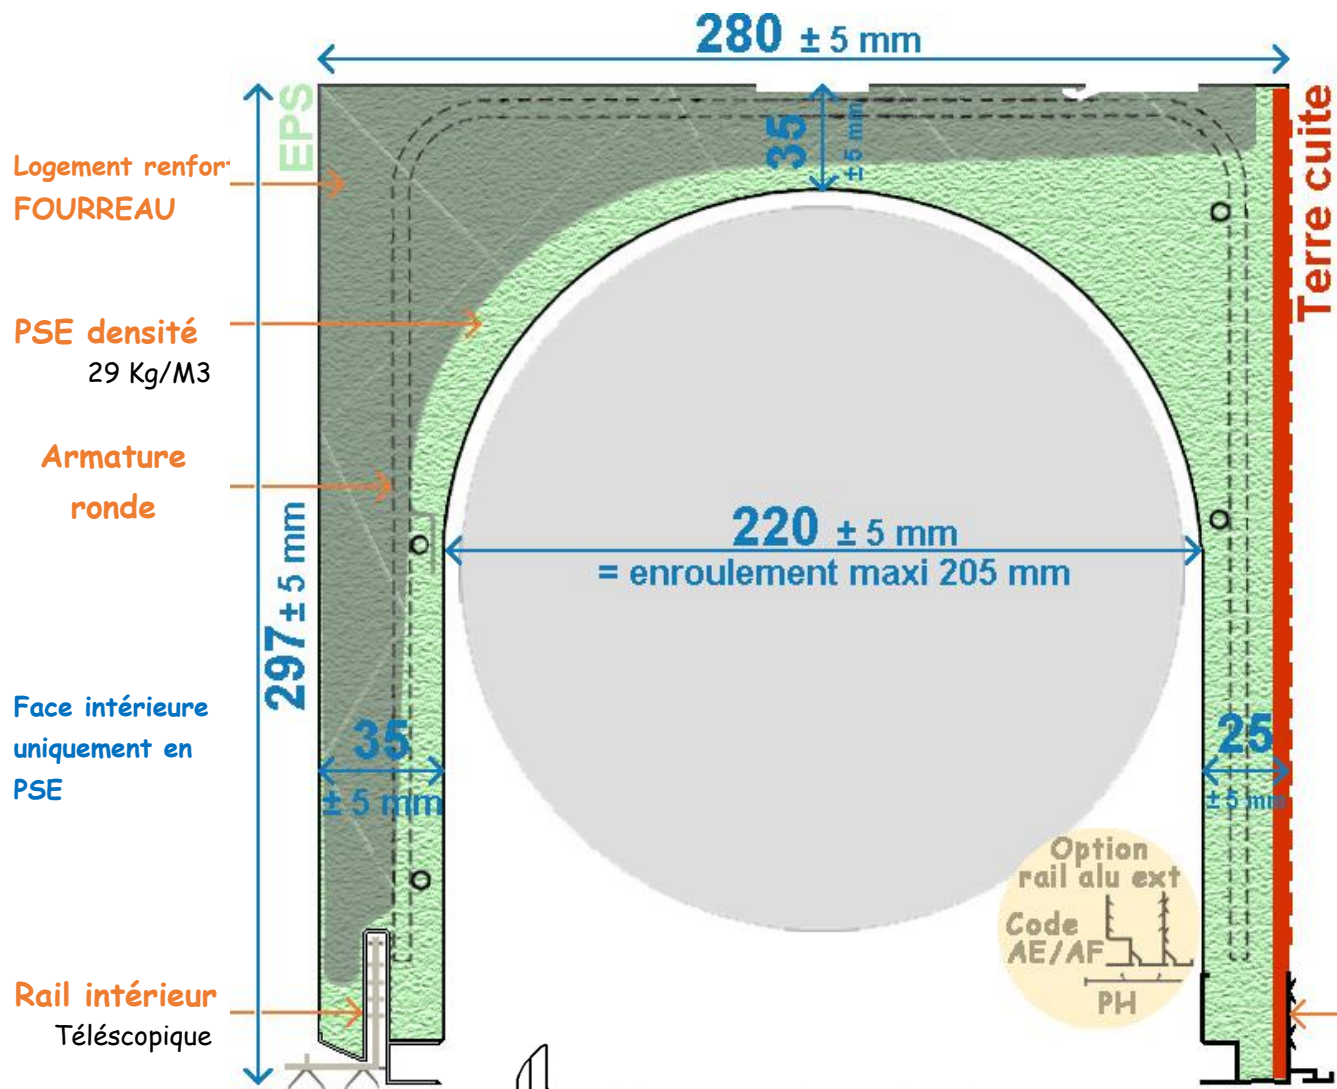 280 ± 5 mm
EPS
Terre cuite
35
± 5 mm
Logement renfor
FOURREAU
PSE densité
29 Kg/M3
Armature
ronde
220 ± 5 mm
= enroulement maxi 205 mm
297 ± 5 mm
Face intérieure
uniquement en
PSE
35
± 5 mm
25
± 5 mm
Option
rail alu ext
Code
AE/AF
PH
Rail intérieur
Téléscopique